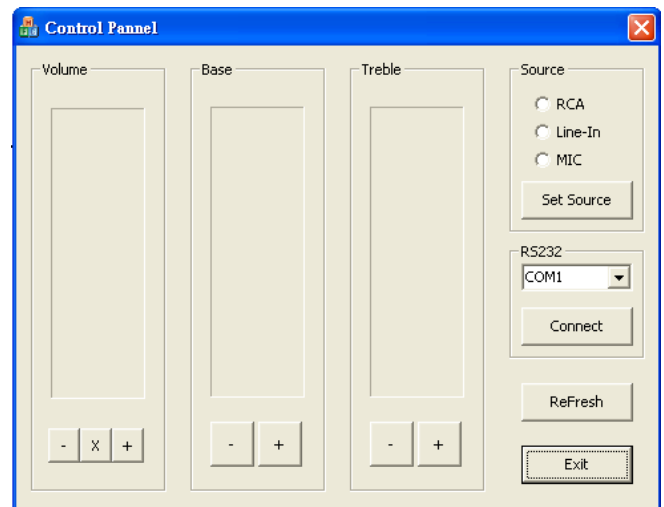 Control Pannel
Volume
- X +
Base
- +
Treble
- +
Source
RCA
Line-In
MIC
Set Source
RS232
COM1
Connect
ReFresh
Exit